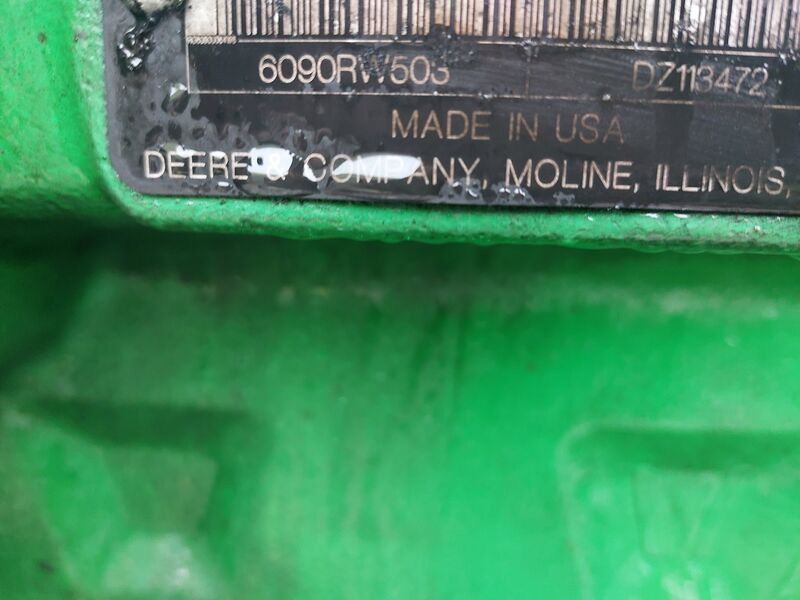 6090RW503 DZ113472
MADE IN USA
DEERE & COMPANY, MOLINE, ILLINOIS,